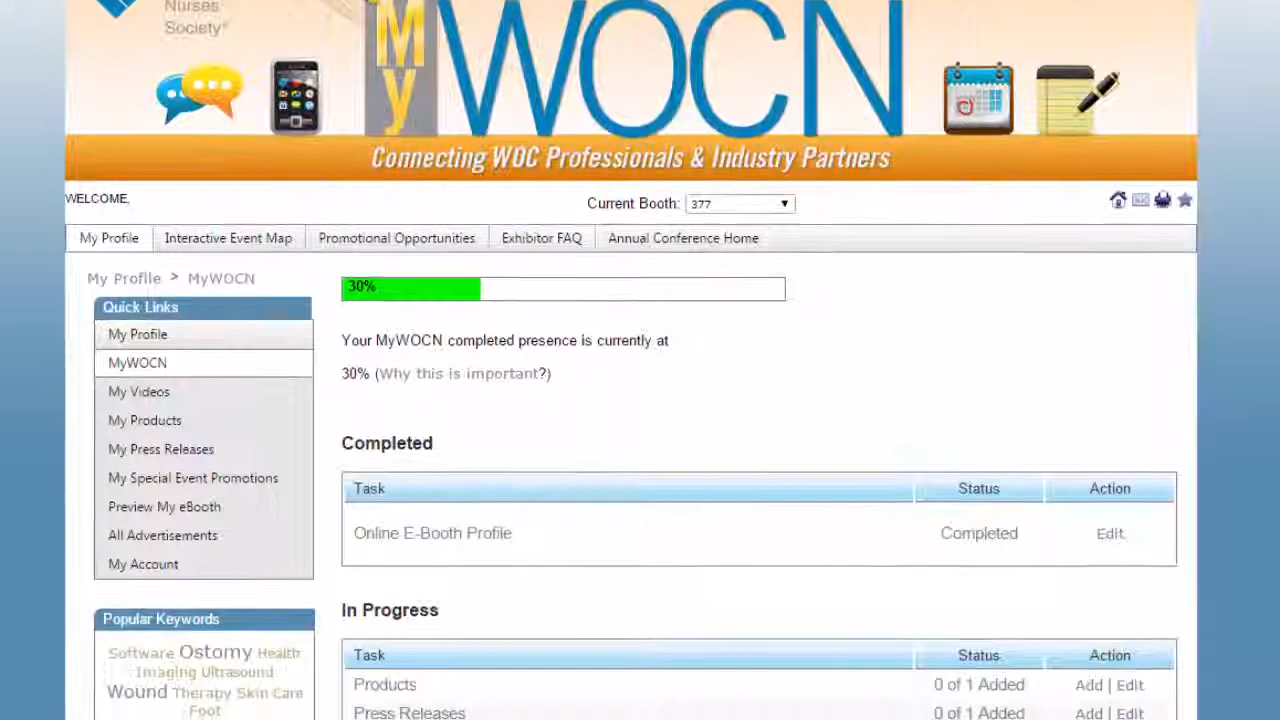 Nurses
Society®
My WOCN
Connecting WOC Professionals & Industry Partners
WELCOME,
Current Booth: 377
My Profile
Interactive Event Map
Promotional Opportunities
Exhibitor FAQ
Annual Conference Home
My Profile > MyWOCN
Quick Links
My Profile
MyWOCN
My Videos
My Products
My Press Releases
My Special Event Promotions
Preview My eBooth
All Advertisements
My Account
Popular Keywords
Software Ostomy Health
Imaging Ultrasound
Wound Therapy Skin Care
Foot
30%
Your MyWOCN completed presence is currently at
30% (Why this is important?)
Completed
Task Status Action
Online E-Booth Profile Completed Edit
In Progress
Task Status Action
Products 0 of 1 Added Add | Edit
Press Releases 0 of 1 Added Add | Edit